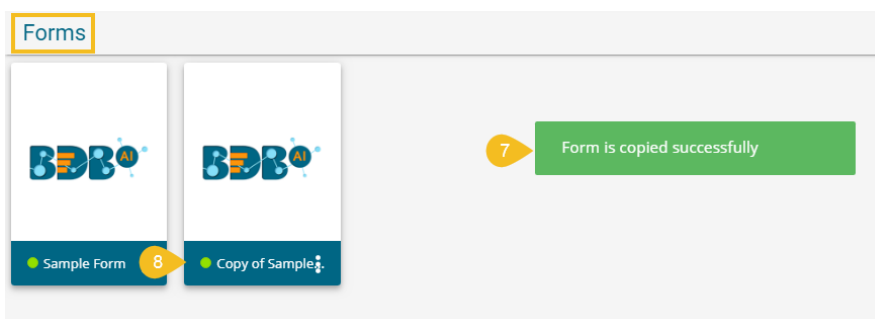 Forms
BDB AI
BDB AI
7
Form is copied successfully
Sample Form
8
Copy of Sample..